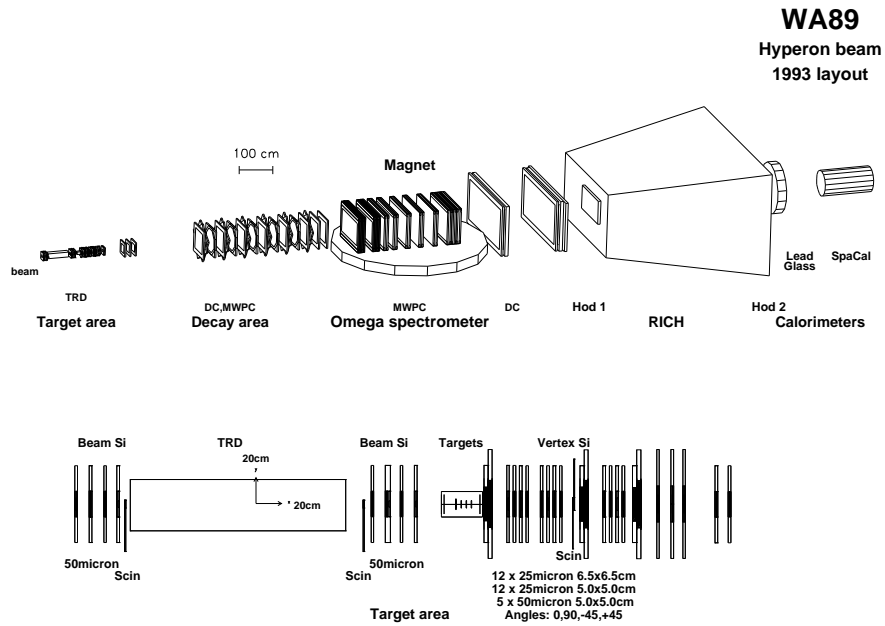 WA89
Hyperon beam
1993 layout
100 cm
Magnet
beam
Lead
Glass
SpaCal
TRD
DC,MWPC
MWPC
DC
Hod 1
Hod 2
Target area
Decay area
Omega spectrometer
RICH
Calorimeters
Beam Si
TRD
Beam Si
Targets
Vertex Si
20cm
20cm
50micron
Scin
Scin
50micron
Scin
12 x 25micron 6.5x6.5cm
12 x 25micron 5.0x5.0cm
5 x 50micron 5.0x5.0cm
Angles: 0,90,-45,+45
Target area